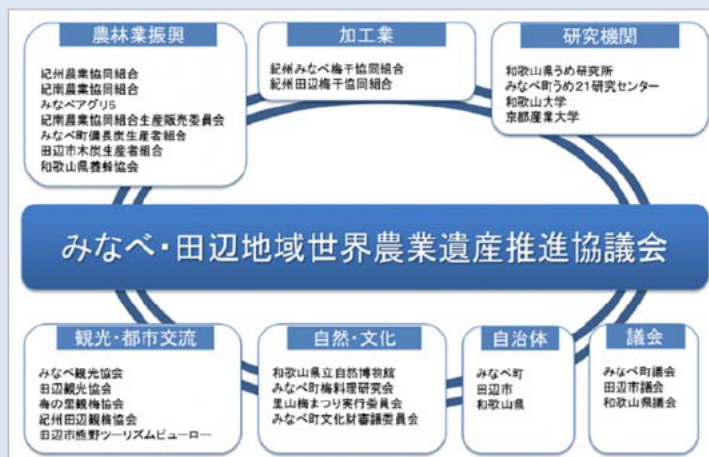 農林業振興
紀州農業協同組合
紀南農業協同組合
みなべアグリ5
紀南農業協同組合生産販売委員会
みなべ町備長炭生産者組合
田辺市木炭生産者組合
和歌山県養蜂協会
加工業
紀州みなべ梅干協同組合
紀州田辺梅干協同組合
研究機関
和歌山県うめ研究所
みなべ町うめ21研究センター
和歌山大学
京都産業大学
みなべ・田辺地域世界農業遺産推進協議会
観光・都市交流
みなべ観光協会
田辺観光協会
梅の里観梅協会
紀州田辺観梅協会
田辺市熊野ツーリズムビューロー
自然・文化
和歌山県立自然博物館
みなべ町梅料理研究会
里山梅まつり実行委員会
みなべ町文化財審議委員会
自治体
みなべ町
田辺市
和歌山県
議会
みなべ町議会
田辺市議会
和歌山県議会